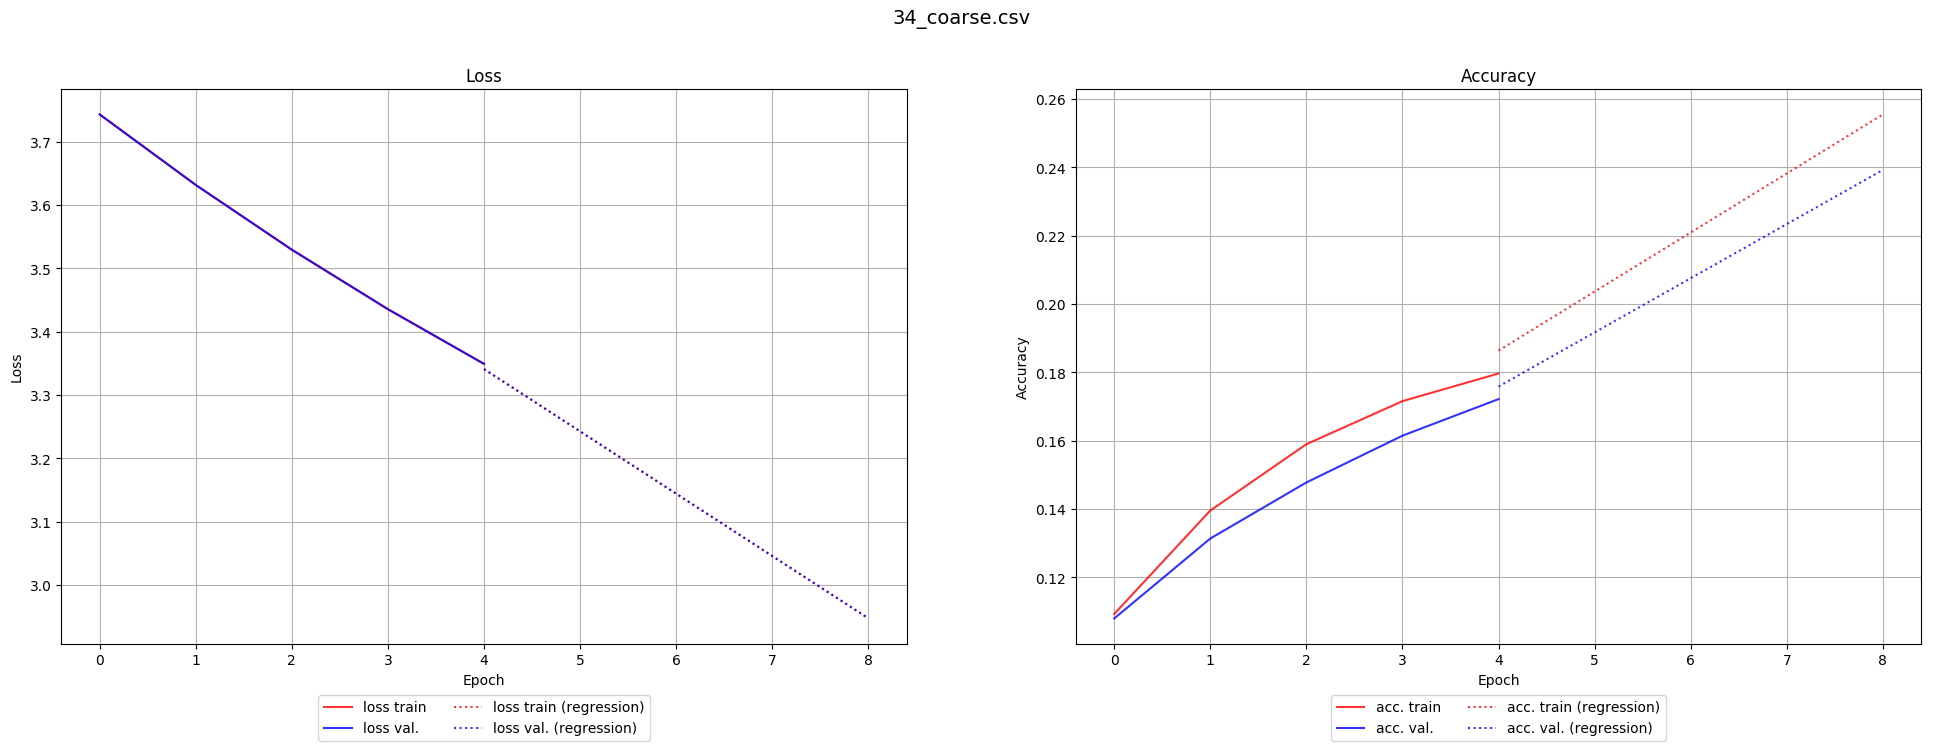 34_coarse.csv
Loss
Loss
3.7
3.6
3.5
3.4
3.3
3.2
3.1
3.0
0 1 2 3 4 5 6 7 8
Epoch
loss train loss train (regression)
loss val. loss val. (regression)
Accuracy
Accuracy
0.26
0.24
0.22
0.20
0.18
0.16
0.14
0.12
0 1 2 3 4 5 6 7 8
Epoch
acc. train acc. train (regression)
acc. val. acc. val. (regression)